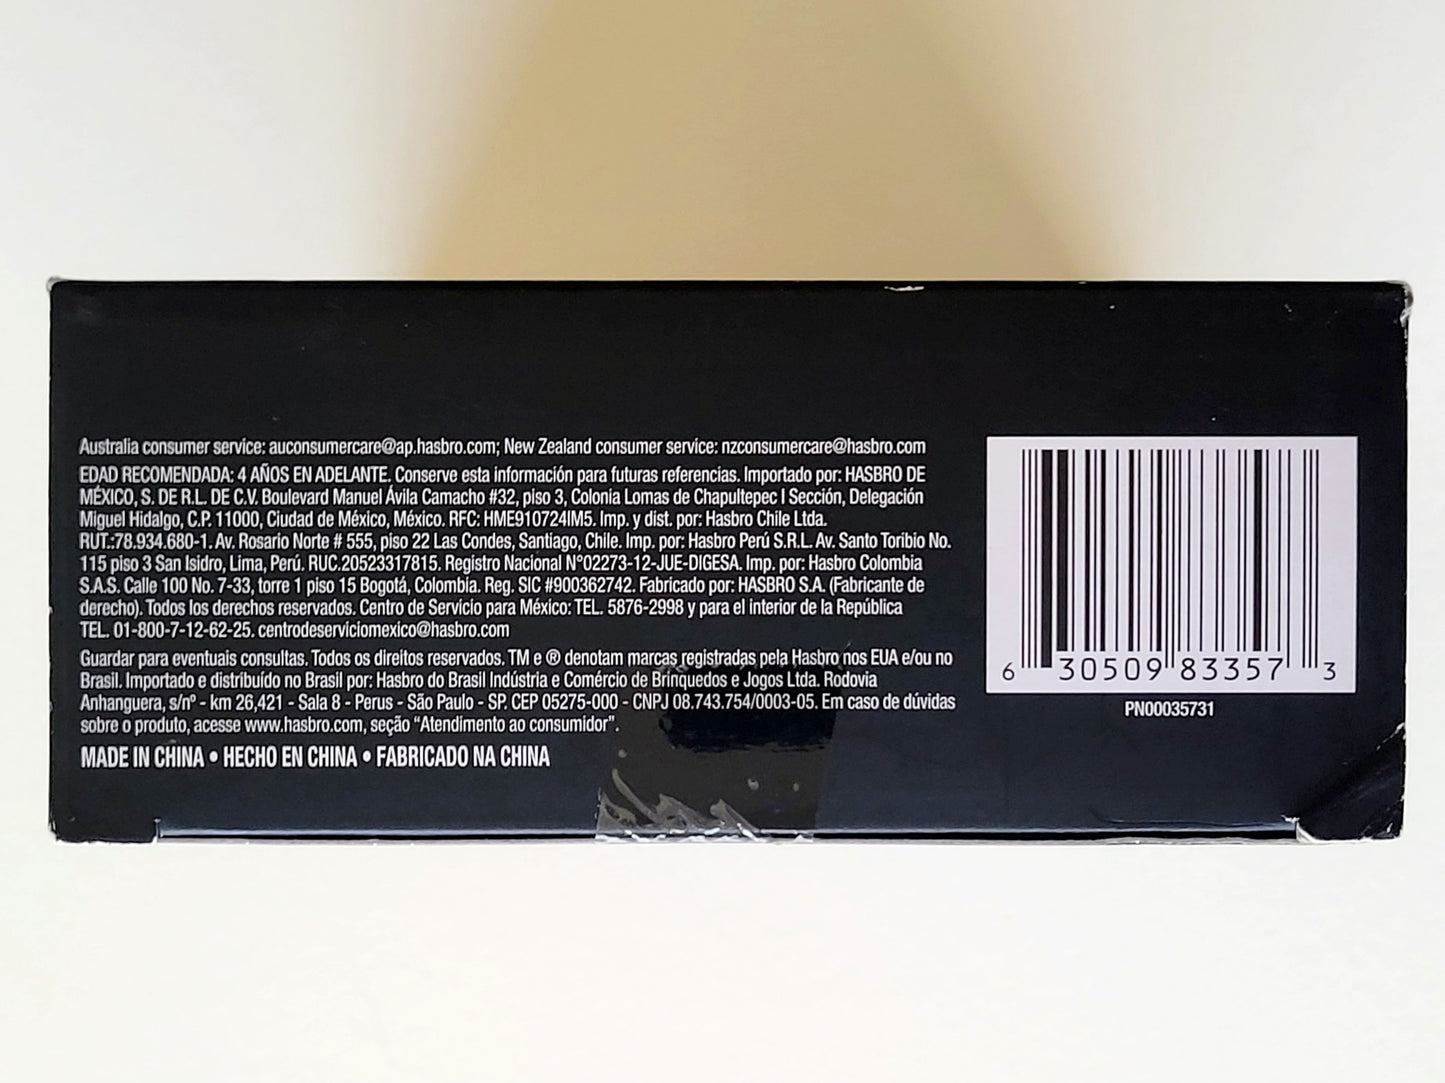 Australia consumer service: auconsumercare@ap.hasbro.com; New Zealand consumer service: nzconsumercare@hasbro.com
EDAD RECOMENDADA: 4 AÑOS EN ADELANTE. Conserve esta información para futuras referencias. Importado por: HASBRO DE
MÉXICO, S. DE R.L. DE C.V. Boulevard Manuel Ávila Camacho #32, piso 3, Colonia Lomas de Chapultepec I Sección, Delegación
Miguel Hidalgo, C.P. 11000, Ciudad de México, México. RFC: HME910724IM5. Imp. y dist. por: Hasbro Chile Ltda.
RUT.:78.934.680-1. Av. Rosario Norte # 555, piso 22 Las Condes, Santiago, Chile. Imp. por: Hasbro Perú S.R.L. Av. Santo Toribio No.
115 piso 3 San Isidro, Lima, Perú. RUC.20523317815. Registro Nacional N°02273-12-JUE-DIGESA. Imp. por: Hasbro Colombia
S.A.S. Calle 100 No. 7-33, torre 1 piso 15 Bogotá, Colombia. Reg. SIC #900362742. Fabricado por: HASBRO S.A. (Fabricante de
derecho). Todos los derechos reservados. Centro de Servicio para México: TEL. 5876-2998 y para el interior de la República
TEL. 01-800-7-12-62-25. centrodeserviciomexico@hasbro.com
Guardar para eventuais consultas. Todos os direitos reservados. TM e ® denotam marcas registradas pela Hasbro nos EUA e/ou no
Brasil. Importado e distribuído no Brasil por: Hasbro do Brasil Indústria e Comércio de Brinquedos e Jogos Ltda. Rodovia
Anhanguera, s/nº - km 26,421 - Sala 8 - Perus - São Paulo - SP. CEP 05275-000 - CNPJ 08.743.754/0003-05. Em caso de dúvidas
sobre o produto, acesse www.hasbro.com, seção “Atendimento ao consumidor”.
MADE IN CHINA • HECHO EN CHINA • FABRICADO NA CHINA
6 30509 83357 3
PN00035731